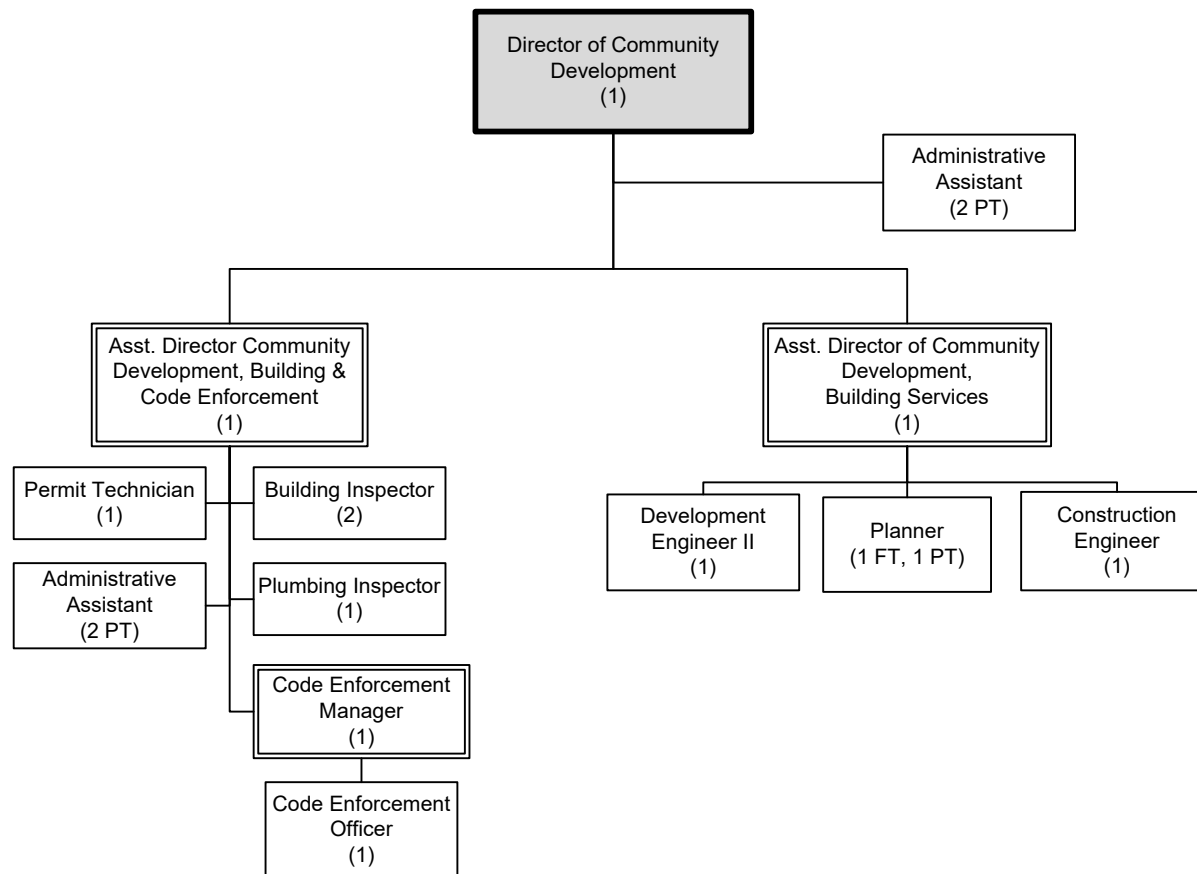 Director of Community
Development
(1)
Administrative
Assistant
(2 PT)
Asst. Director Community
Development, Building &
Code Enforcement
(1)
Asst. Director of Community
Development,
Building Services
(1)
Permit Technician
(1)
Building Inspector
(2)
Administrative
Assistant
(2 PT)
Plumbing Inspector
(1)
Code Enforcement
Manager
(1)
Code Enforcement
Officer
(1)
Development
Engineer II
(1)
Planner
(1 FT, 1 PT)
Construction
Engineer
(1)